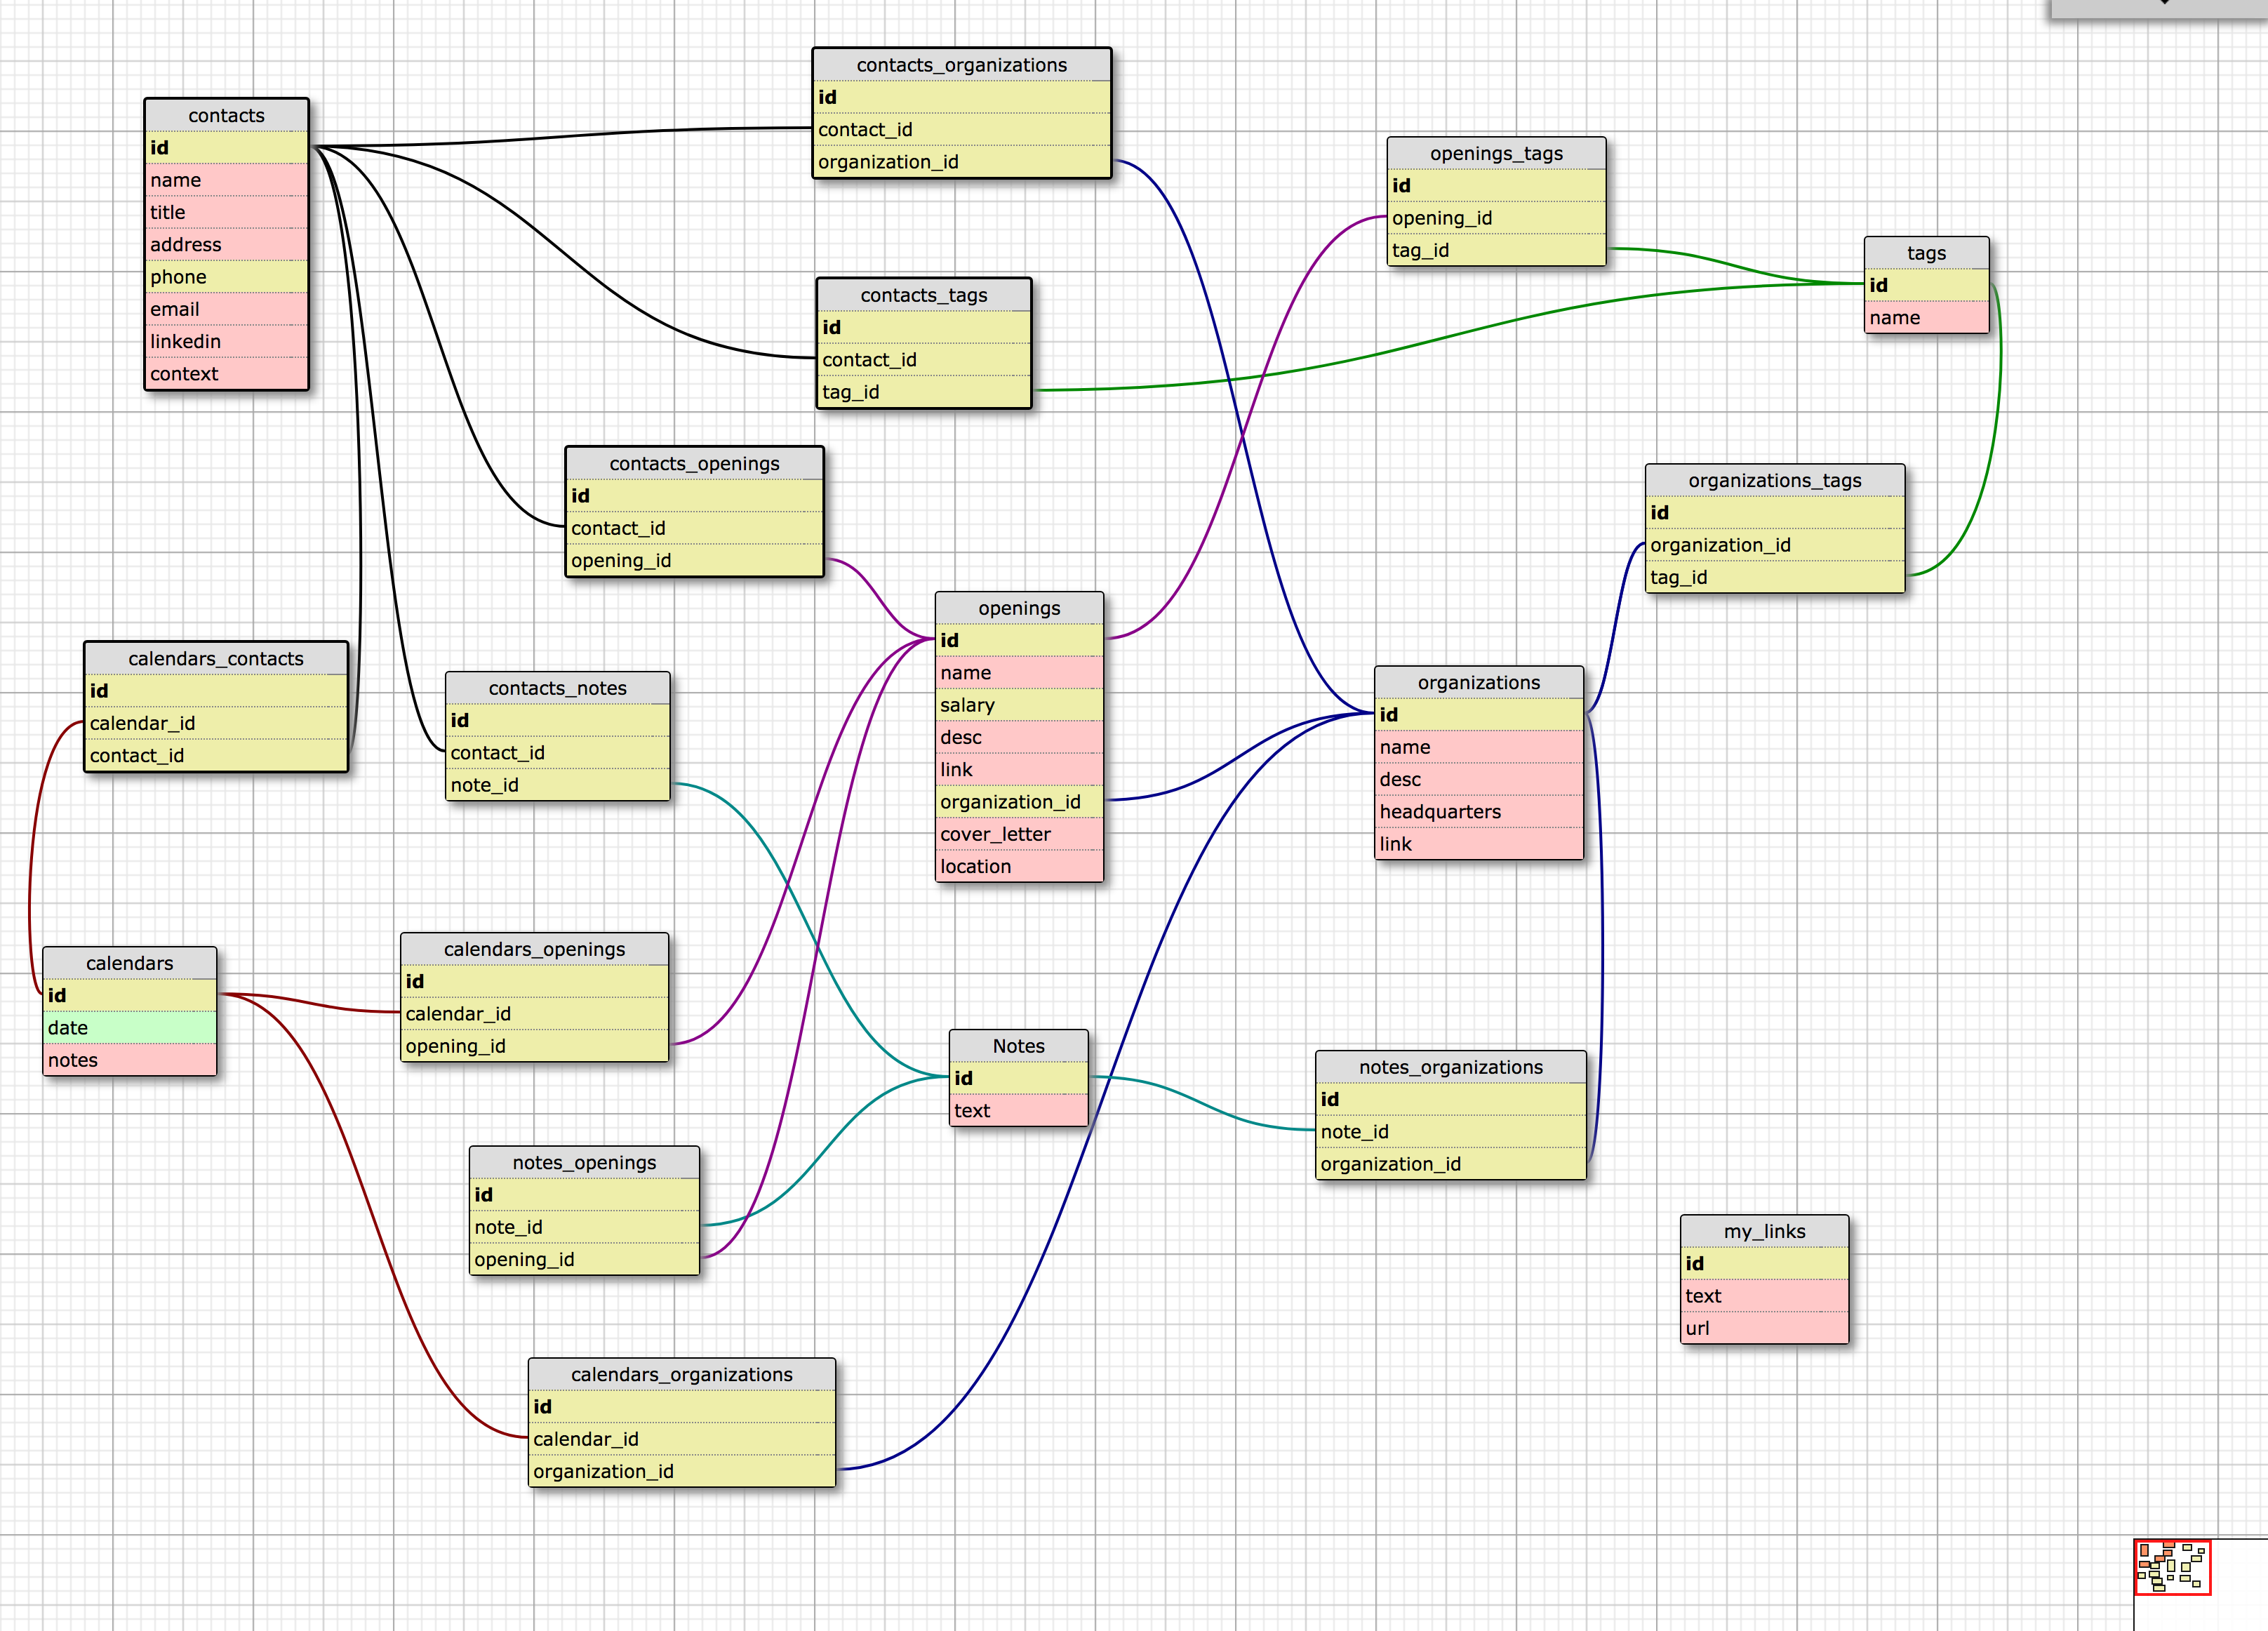 contacts
id
name
title
address
phone
email
linkedin
context
contacts_organizations
id
contact_id
organization_id
contacts_tags
id
contact_id
tag_id
openings_tags
id
opening_id
tag_id
tags
id
name
contacts_openings
id
contact_id
opening_id
organizations_tags
id
organization_id
tag_id
calendars_contacts
id
calendar_id
contact_id
contacts_notes
id
contact_id
note_id
openings
id
name
salary
desc
link
organization_id
cover_letter
location
organizations
id
name
desc
headquarters
link
calendars
id
date
notes
calendars_openings
id
calendar_id
opening_id
Notes
id
text
notes_organizations
id
note_id
organization_id
notes_openings
id
note_id
opening_id
my_links
id
text
url
calendars_organizations
id
calendar_id
organization_id